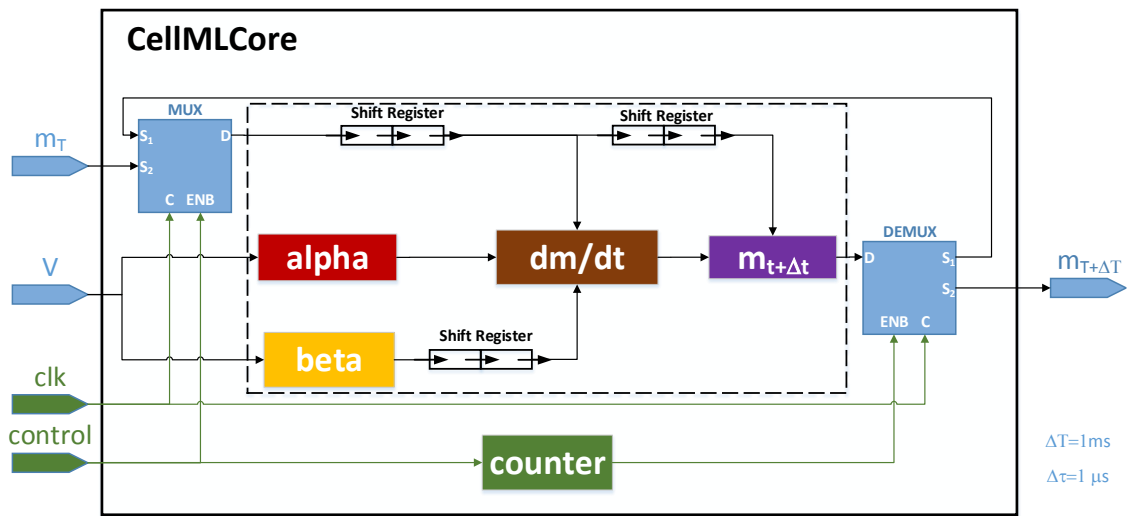 CellMLCore
MUX
Shift Register
Shift Register
S1
D
mT
S2
C ENB
DEMUX
alpha
dm/dt
mt+Δt
D
S1
V
S2
mT+ΔT
Shift Register
ENB C
beta
clk
control
counter
ΔT=1ms
Δτ=1 μs